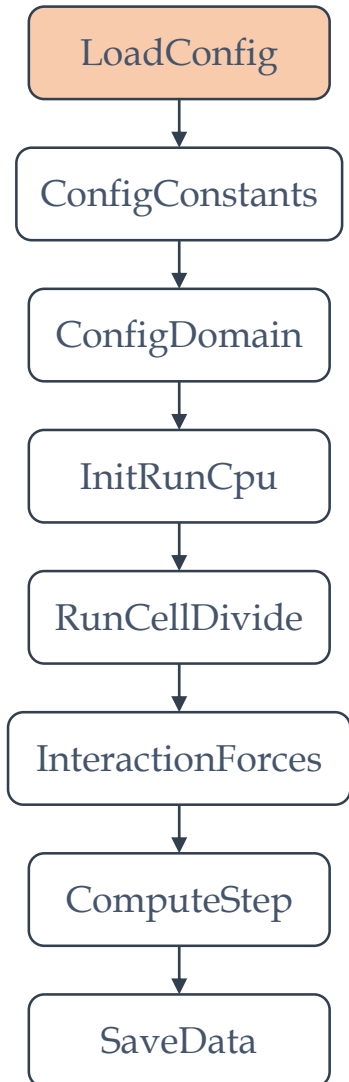 LoadConfig
ConfigConstants
ConfigDomain
InitRunCpu
RunCellDivide
InteractionForces
ComputeStep
SaveData